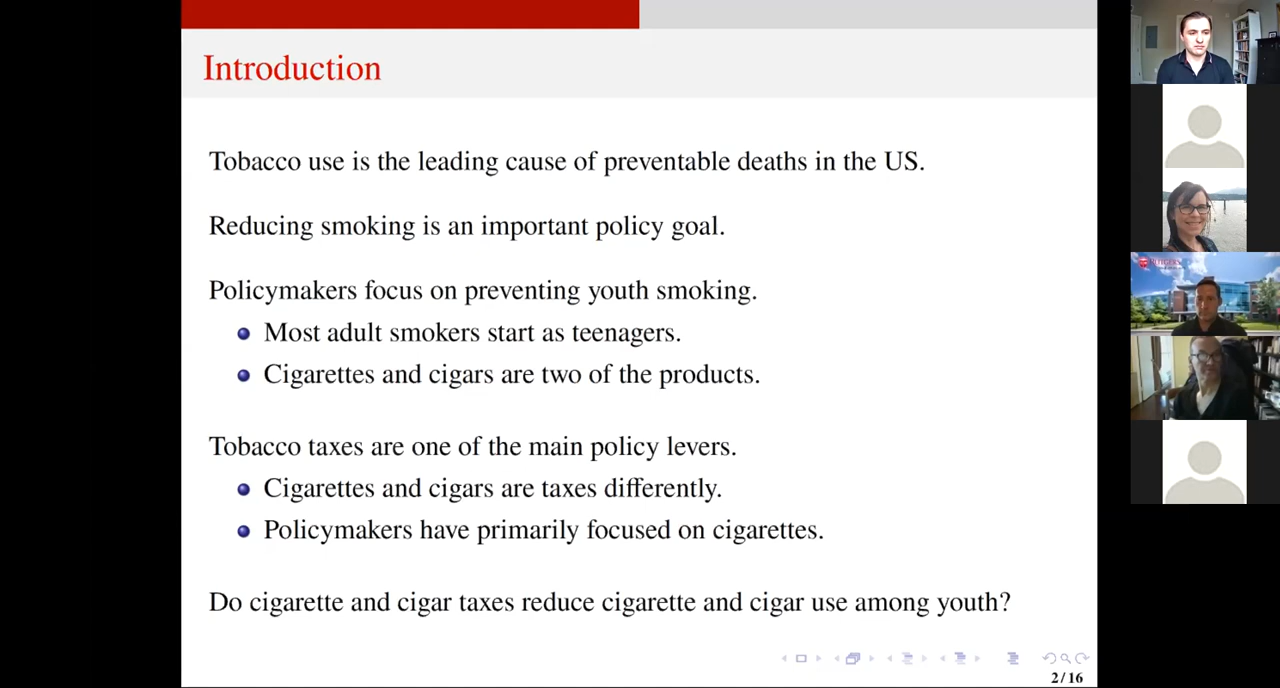 Introduction
Tobacco use is the leading cause of preventable deaths in the US.
Reducing smoking is an important policy goal.
Policymakers focus on preventing youth smoking.
Most adult smokers start as teenagers.
Cigarettes and cigars are two of the products.
Tobacco taxes are one of the main policy levers.
Cigarettes and cigars are taxes differently.
Policymakers have primarily focused on cigarettes.
Do cigarette and cigar taxes reduce cigarette and cigar use among youth?
2/16
RUTGERS